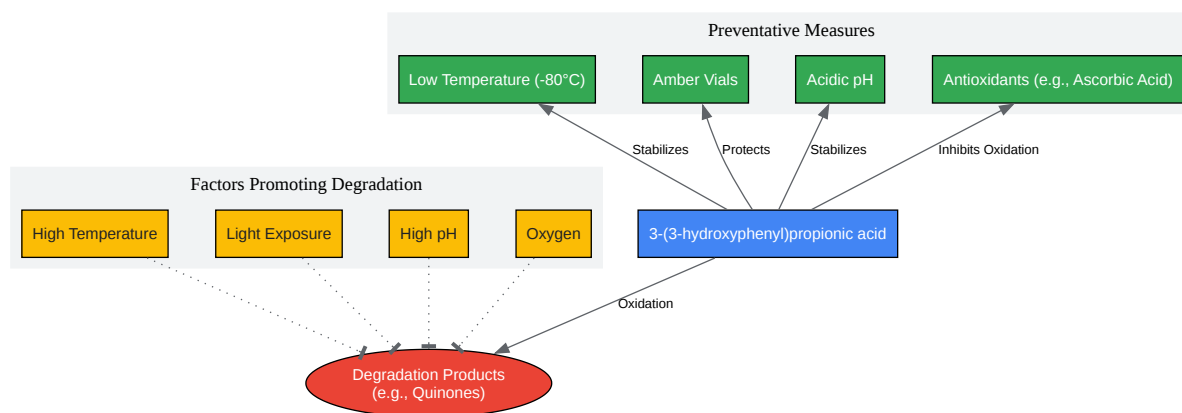 Preventative Measures
Low Temperature (-80°C)
Amber Vials
Acidic pH
Antioxidants (e.g., Ascorbic Acid)
Stabilizes
Protects
Stabilizes
Inhibits Oxidation
Factors Promoting Degradation
High Temperature
Light Exposure
High pH
Oxygen
3-(3-hydroxyphenyl)propionic acid
Oxidation
Degradation Products
(e.g., Quinones)